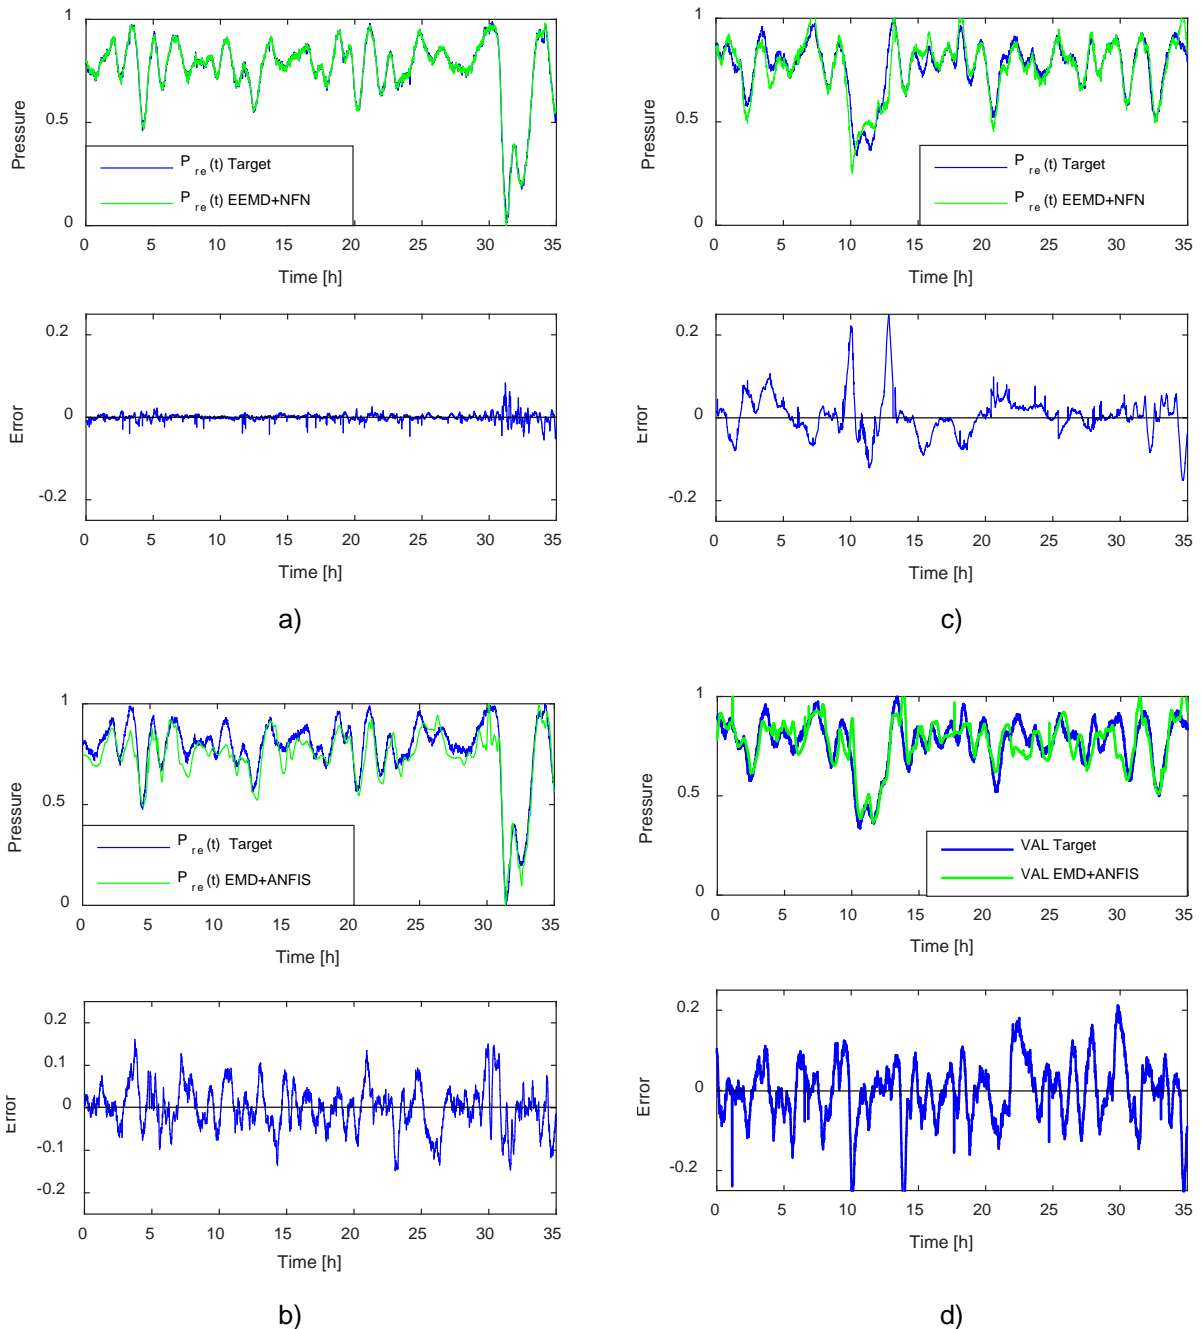 1
0.5
0
Pressure
P re (t) Target
P re (t) EEMD+NFN
0 5 10 15 20 25 30 35
Time [h]
0.2
0
-0.2
Error
0 5 10 15 20 25 30 35
Time [h]
a)
1
0.5
0
Pressure
P re (t) Target
P re (t) EEMD+NFN
0 5 10 15 20 25 30 35
Time [h]
0.2
0
-0.2
Error
0 5 10 15 20 25 30 35
Time [h]
c)
1
0.5
0
Pressure
P re (t) Target
P re (t) EMD+ANFIS
0 5 10 15 20 25 30 35
Time [h]
0.2
0.1
0
-0.1
-0.2
Error
0 5 10 15 20 25 30 35
Time [h]
b)
1
0.5
0
Pressure
VAL Target
VAL EMD+ANFIS
0 5 10 15 20 25 30 35
Time [h]
0.2
0
-0.2
Error
0 5 10 15 20 25 30 35
Time [h]
d)